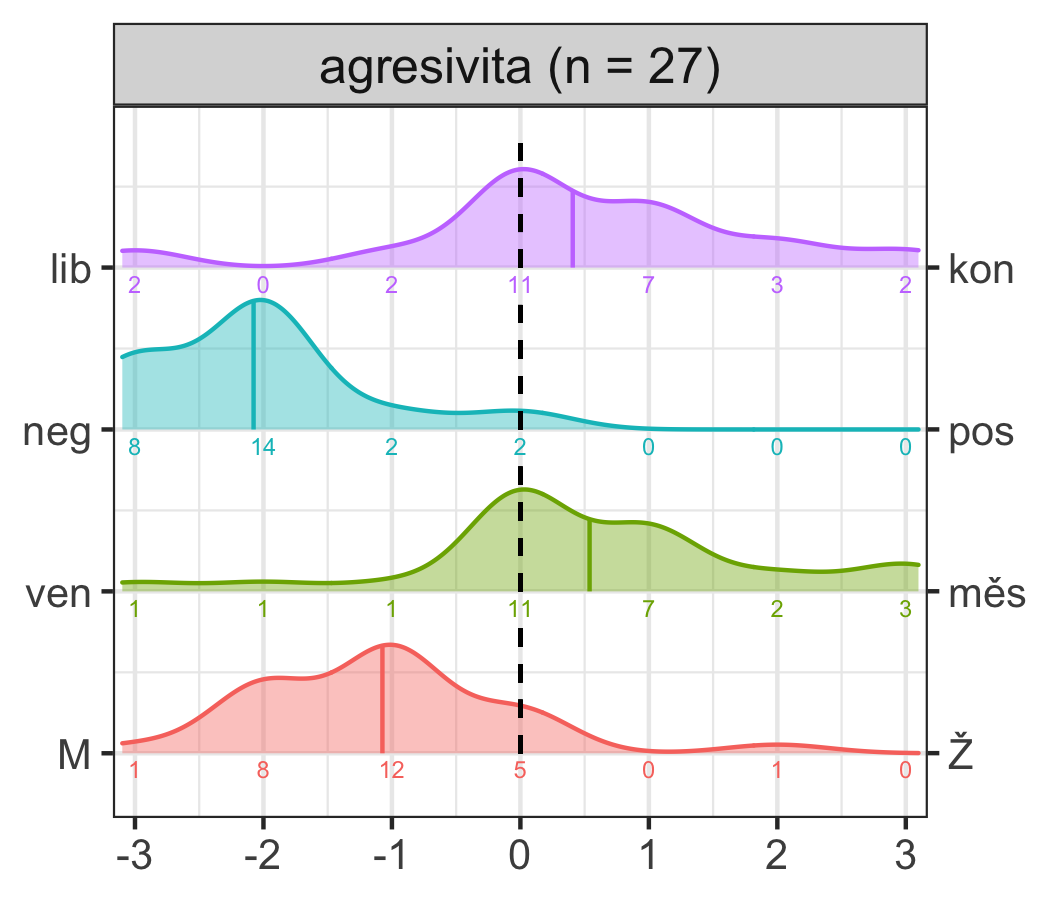 agresivita (n = 27)
lib kon
2 0 2 11 7 3 2
neg pos
8 14 2 2 0 0 0
ven měs
1 1 1 11 7 2 3
M Ž
1 8 12 5 0 1 0
-3 -2 -1 0 1 2 3